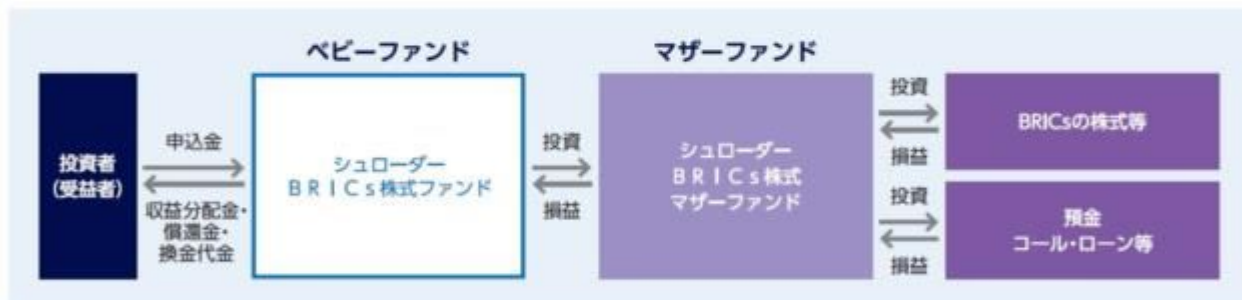 ベビーファンド
マザーファンド
投資者
(受益者)
申込金
収益分配金・
償還金・
換金代金
シュローダー
BRICs株式ファンド
投資
損益
シュローダー
BRICs株式
マザーファンド
投資
損益
BRICsの株式等
投資
損益
預金
コール・ローン等